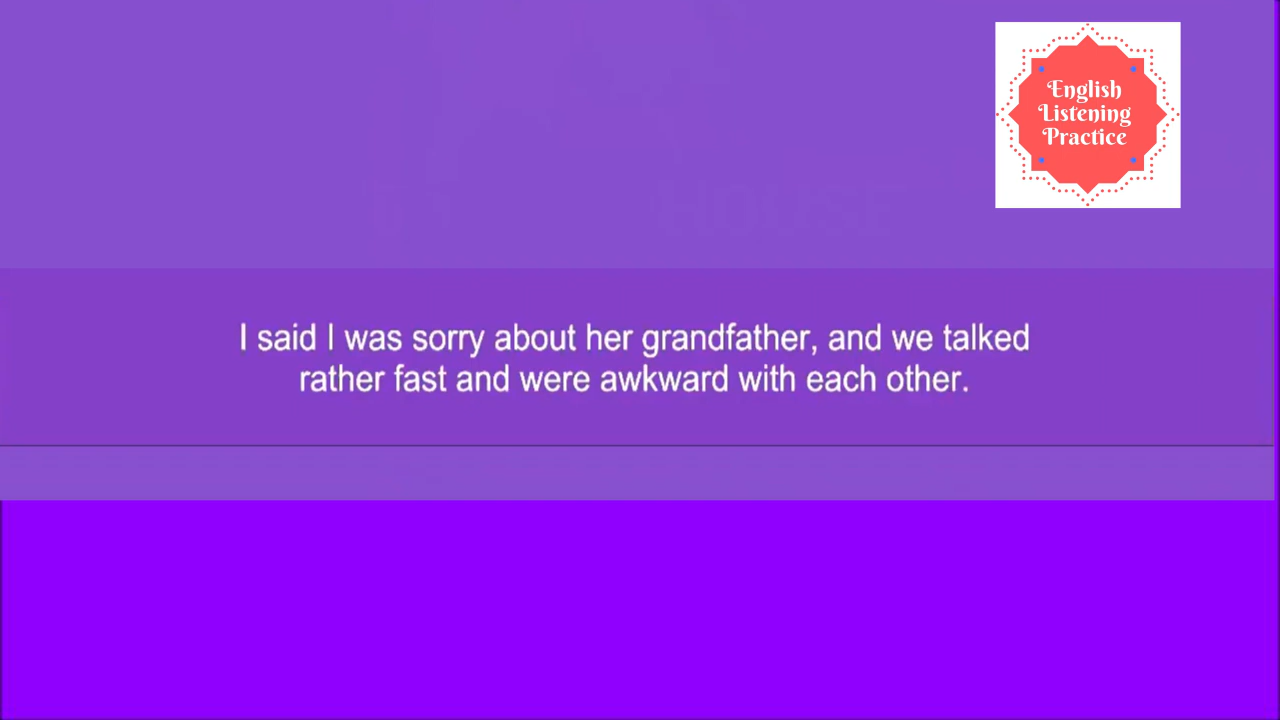 English
Listening
Practice
HOUSE
I said I was sorry about her grandfather, and we talked
rather fast and were awkward with each other.